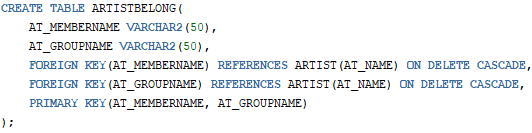 CREATE TABLE ARTISTBELONG(
    AT_MEMBERNAME VARCHAR2(50),
    AT_GROUPNAME VARCHAR2(50),
    FOREIGN KEY(AT_MEMBERNAME) REFERENCES ARTIST(AT_NAME) ON DELETE CASCADE,
    FOREIGN KEY(AT_GROUPNAME) REFERENCES ARTIST(AT_NAME) ON DELETE CASCADE,
    PRIMARY KEY(AT_MEMBERNAME, AT_GROUPNAME)
);